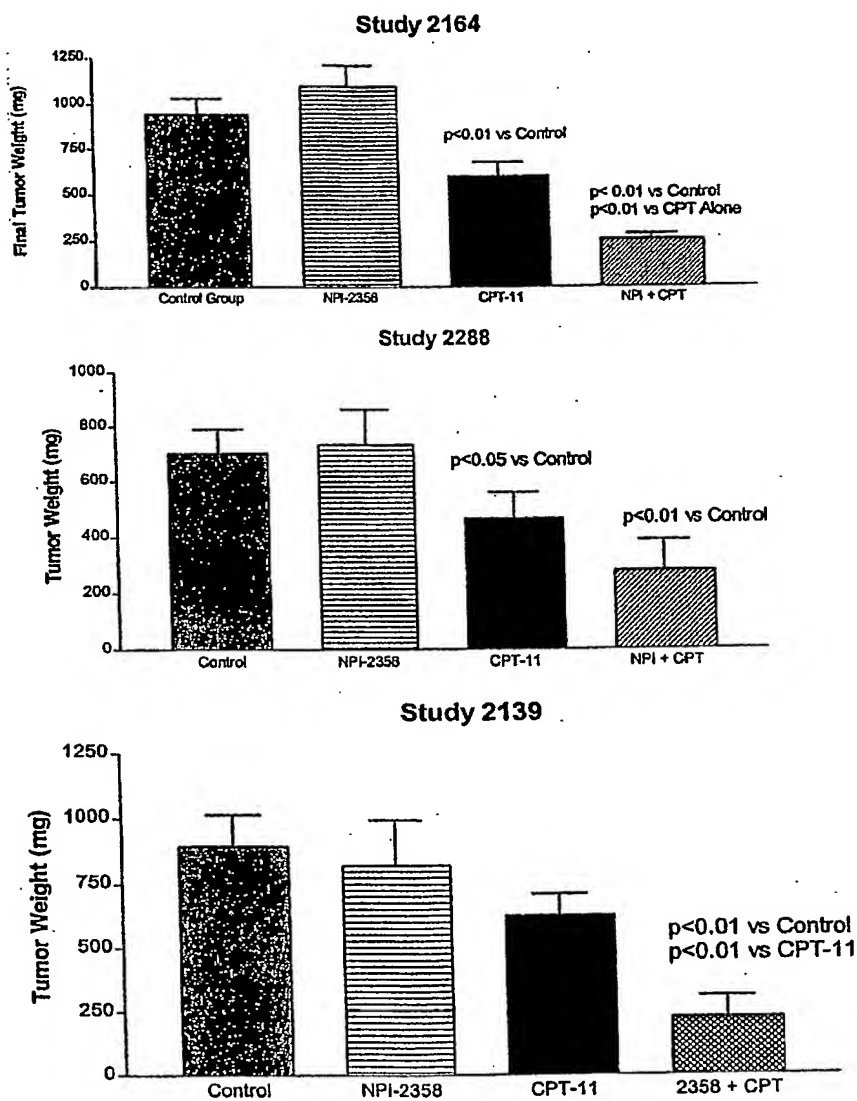 Study 2164
Final Tumor Weight (mg)
1250
1000
750
500
250
0
p<0.01 vs Control
p< 0.01 vs Control
p<0.01 vs CPT Alone
Control Group NPI-2358 CPT-11 NPI + CPT
Study 2288
Tumor Weight (mg)
1000
800
600
400
200
0
p<0.05 vs Control
p<0.01 vs Control
Control NPI-2358 CPT-11 NPI + CPT
Study 2139
Tumor Weight (mg)
1250
1000
750
500
250
0
p<0.01 vs Control
p<0.01 vs CPT-11
Control NPI-2358 CPT-11 2358 + CPT